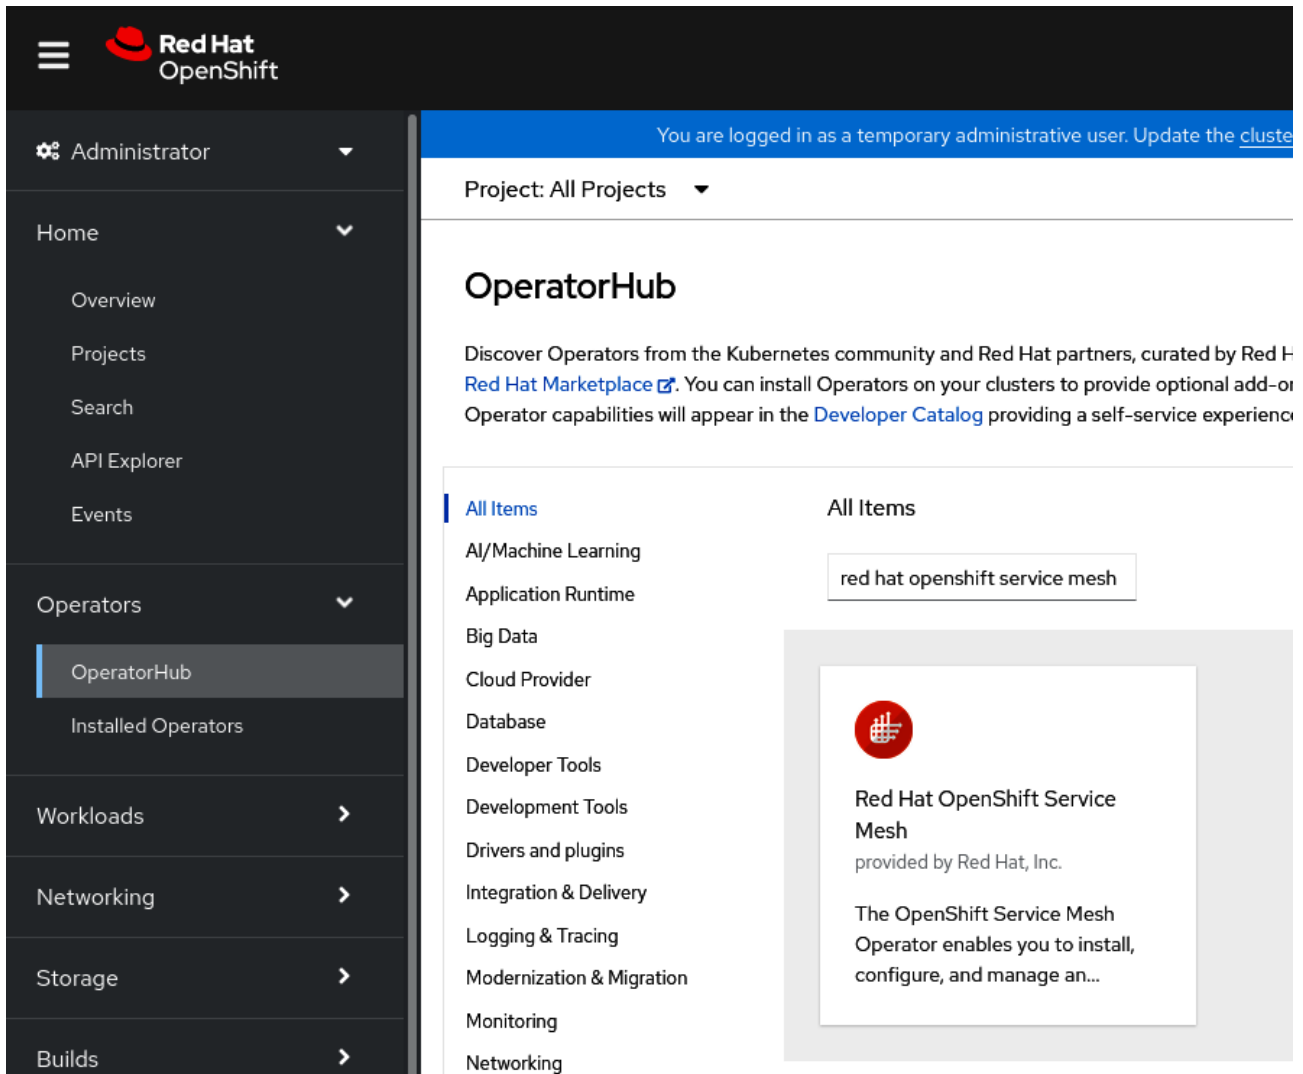 Red Hat
OpenShift
Administrator
Home
Overview
Projects
Search
API Explorer
Events
Operators
OperatorHub
Installed Operators
Workloads
Networking
Storage
Builds
You are logged in as a temporary administrative user. Update the cluste
Project: All Projects
OperatorHub
Discover Operators from the Kubernetes community and Red Hat partners, curated by Red H
Red Hat Marketplace. You can install Operators on your clusters to provide optional add-or
Operator capabilities will appear in the Developer Catalog providing a self-service experience
All Items
AI/Machine Learning
Application Runtime
Big Data
Cloud Provider
Database
Developer Tools
Development Tools
Drivers and plugins
Integration & Delivery
Logging & Tracing
Modernization & Migration
Monitoring
Networking
All Items
red hat openshift service mesh
Red Hat OpenShift Service
Mesh
provided by Red Hat, Inc.
The OpenShift Service Mesh
Operator enables you to install,
configure, and manage an...